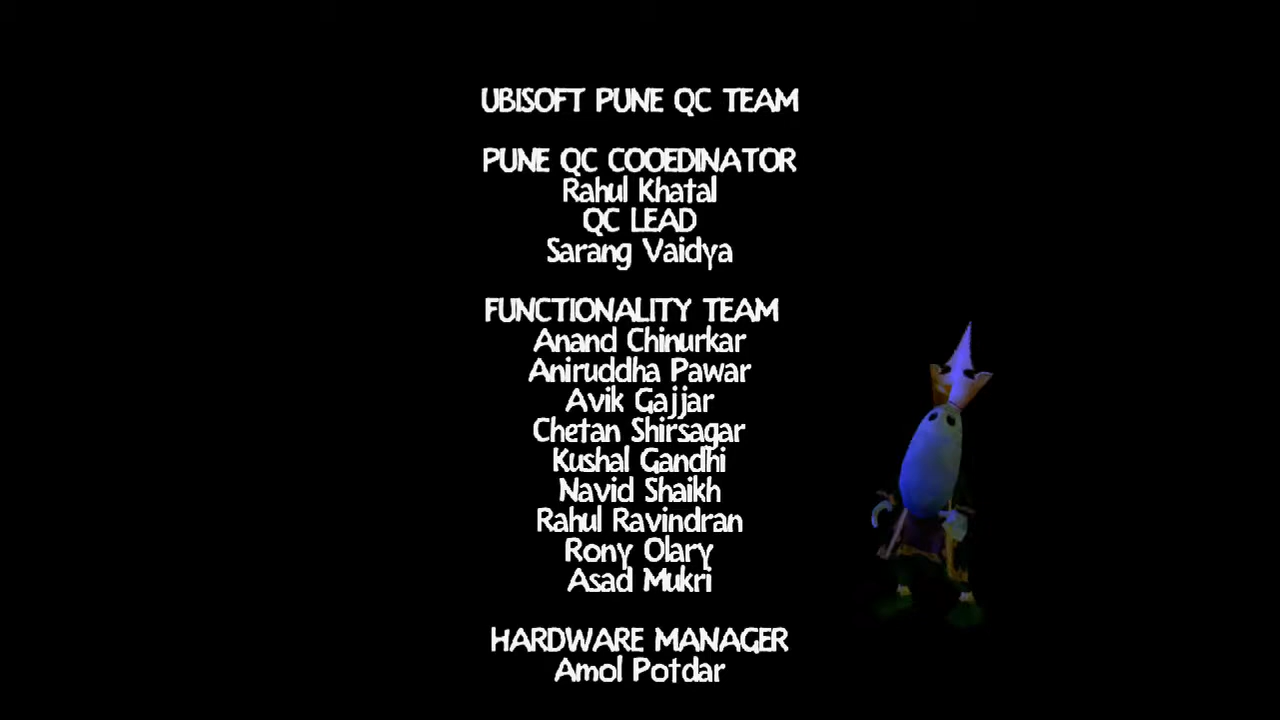 UBISOFT PUNE QC TEAM
PUNE QC COOEDINATOR
Rahul Khatal
QC LEAD
Sarang Vaidya
FUNCTIONALITY TEAM
Anand Chinurkar
Aniruddha Pawar
Avik Gajjar
Chetan Shirsagar
Kushal Gandhi
Navid Shaikh
Rahul Ravindran
Rony Olary
Asad Mukri
HARDWARE MANAGER
Amol Potdar